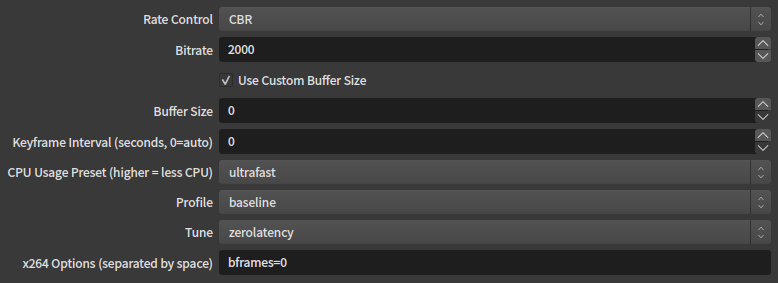 Rate Control CBR
Bitrate 2000
Use Custom Buffer Size
Buffer Size 0
Keyframe Interval (seconds, 0=auto) 0
CPU Usage Preset (higher = less CPU) ultrafast
Profile baseline
Tune zerolatency
x264 Options (separated by space) bframes=0